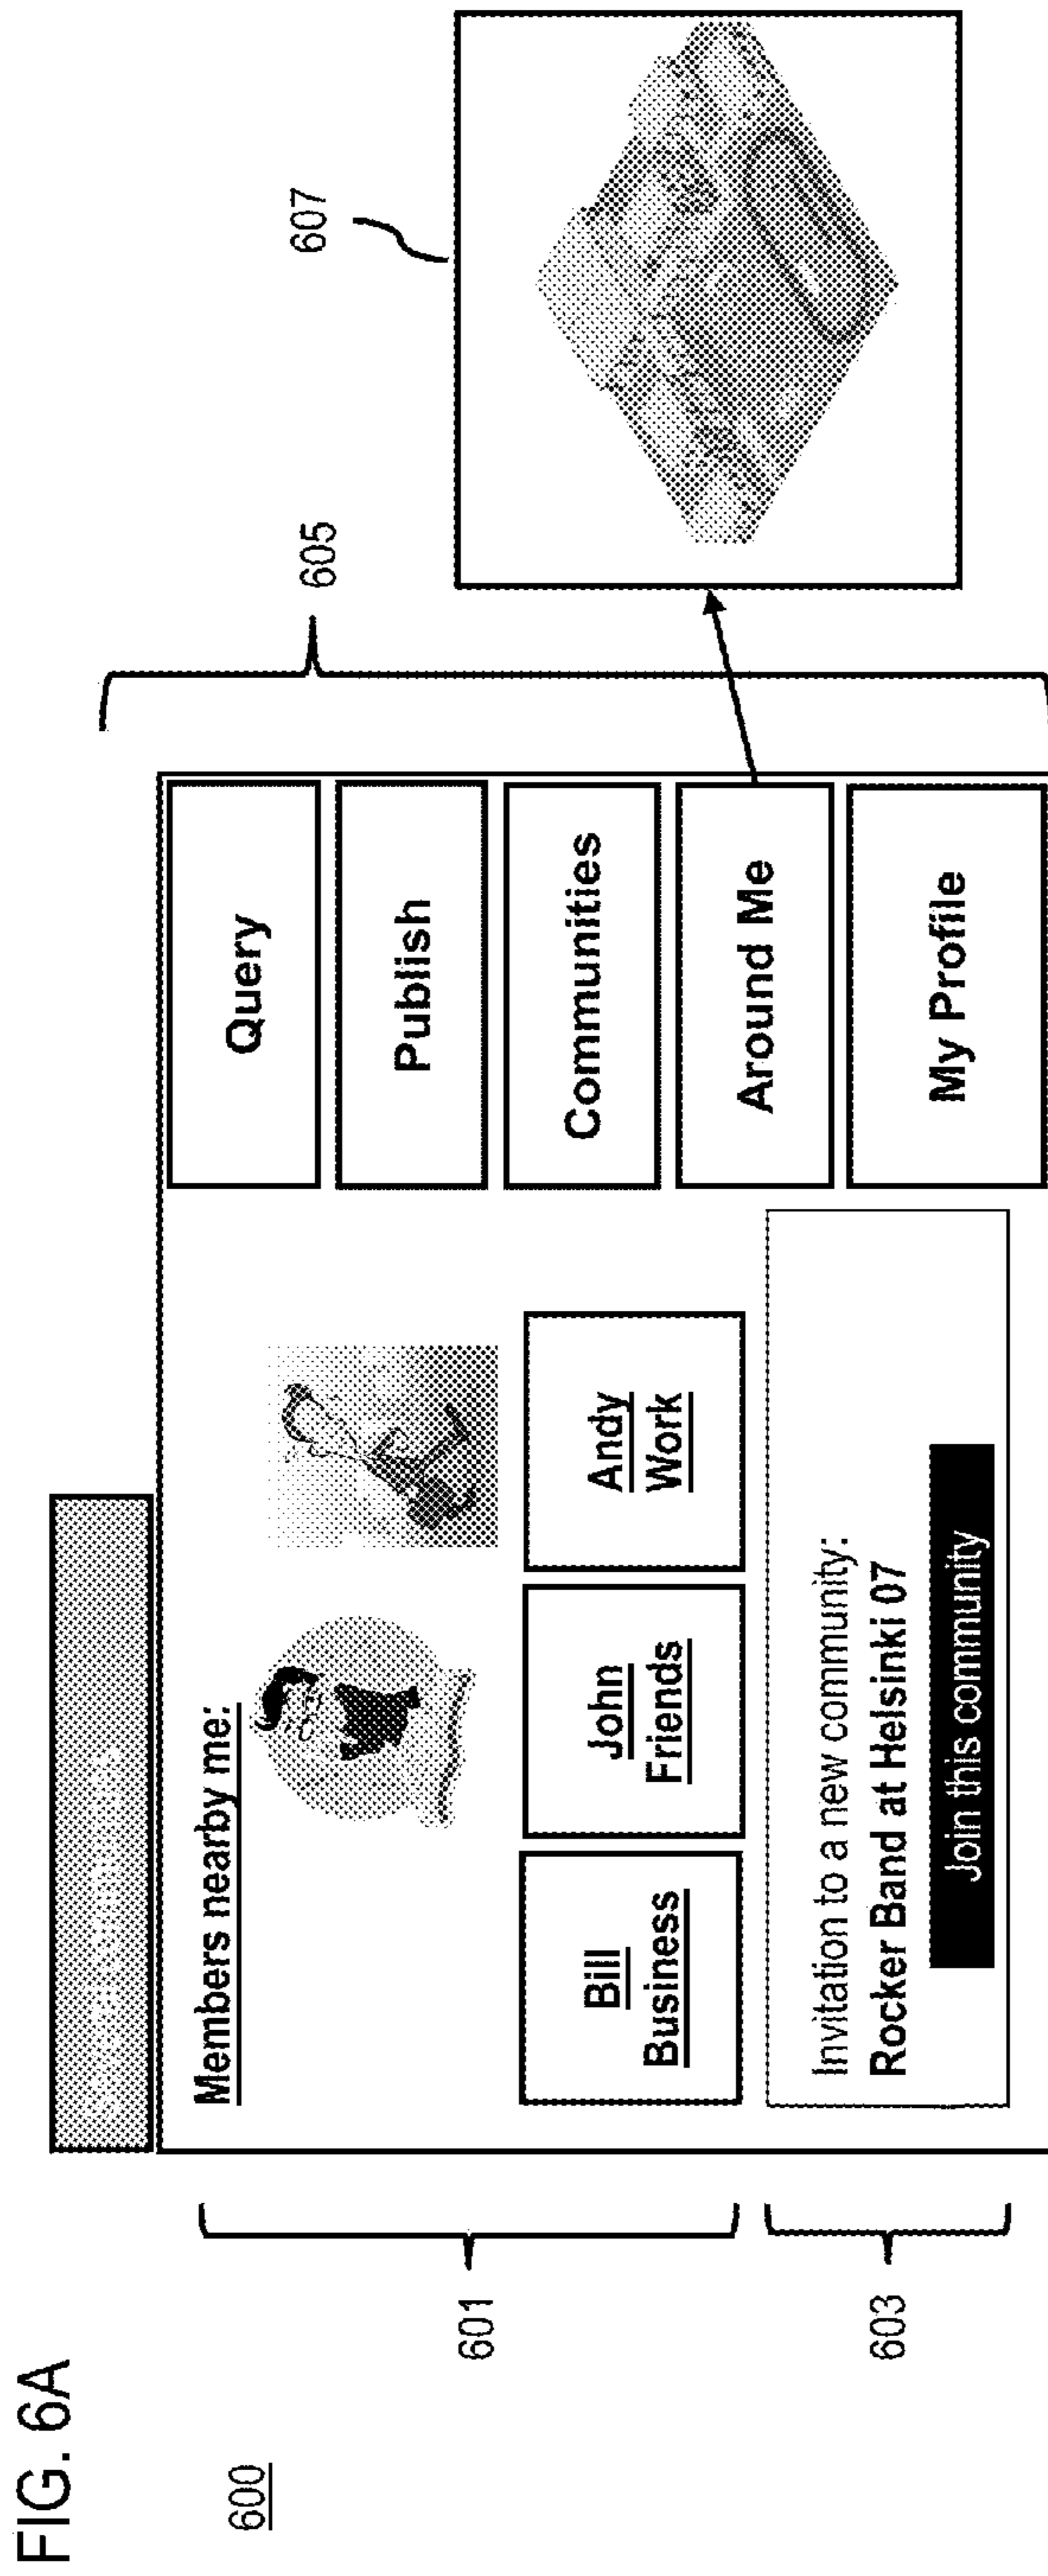 FIG. 6A
600
601
603
605
607
Members nearby me:
Bill
Business
John
Friends
Andy
Work
Invitation to a new community:
Rocker Band at Helsinki 07
Join this community
Query
Publish
Communities
Around Me
My Profile